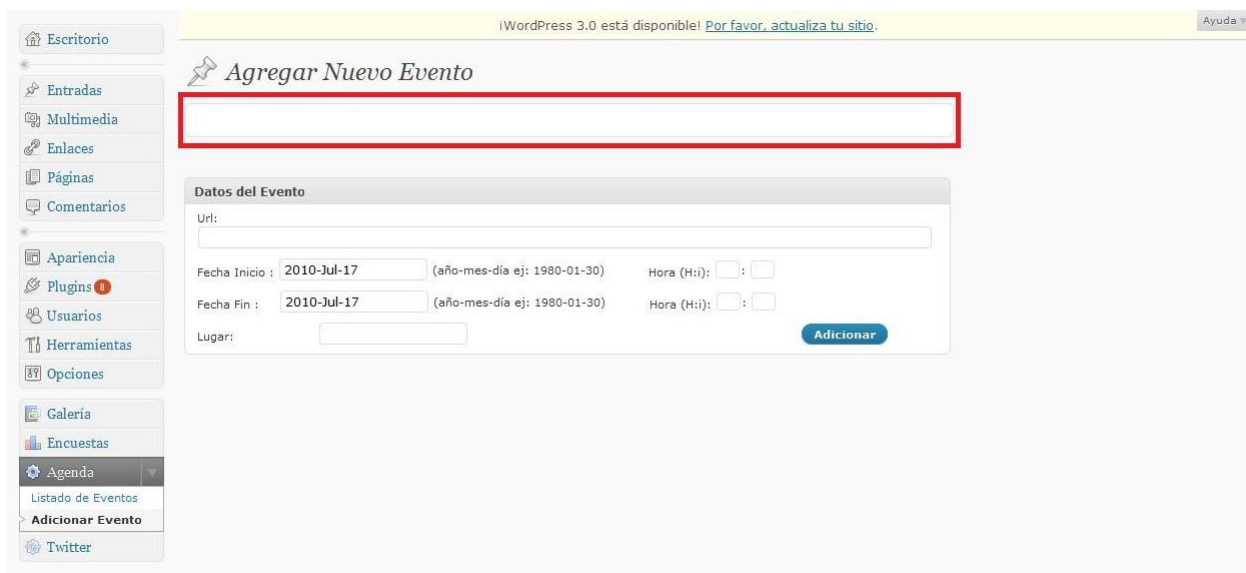 ¡WordPress 3.0 está disponible! Por favor, actualiza tu sitio.
Ayuda
Escritorio
Entradas
Multimedia
Enlaces
Páginas
Comentarios
Apariencia
Plugins 8
Usuarios
Herramientas
Opciones
Galería
Encuestas
Agenda
Listado de Eventos
Adicionar Evento
Twitter
Agregar Nuevo Evento
Datos del Evento
Url:
Fecha Inicio : 2010-Jul-17 (año-mes-día ej: 1980-01-30) Hora (H:i): :
Fecha Fin : 2010-Jul-17 (año-mes-día ej: 1980-01-30) Hora (H:i): :
Lugar: Adicionar